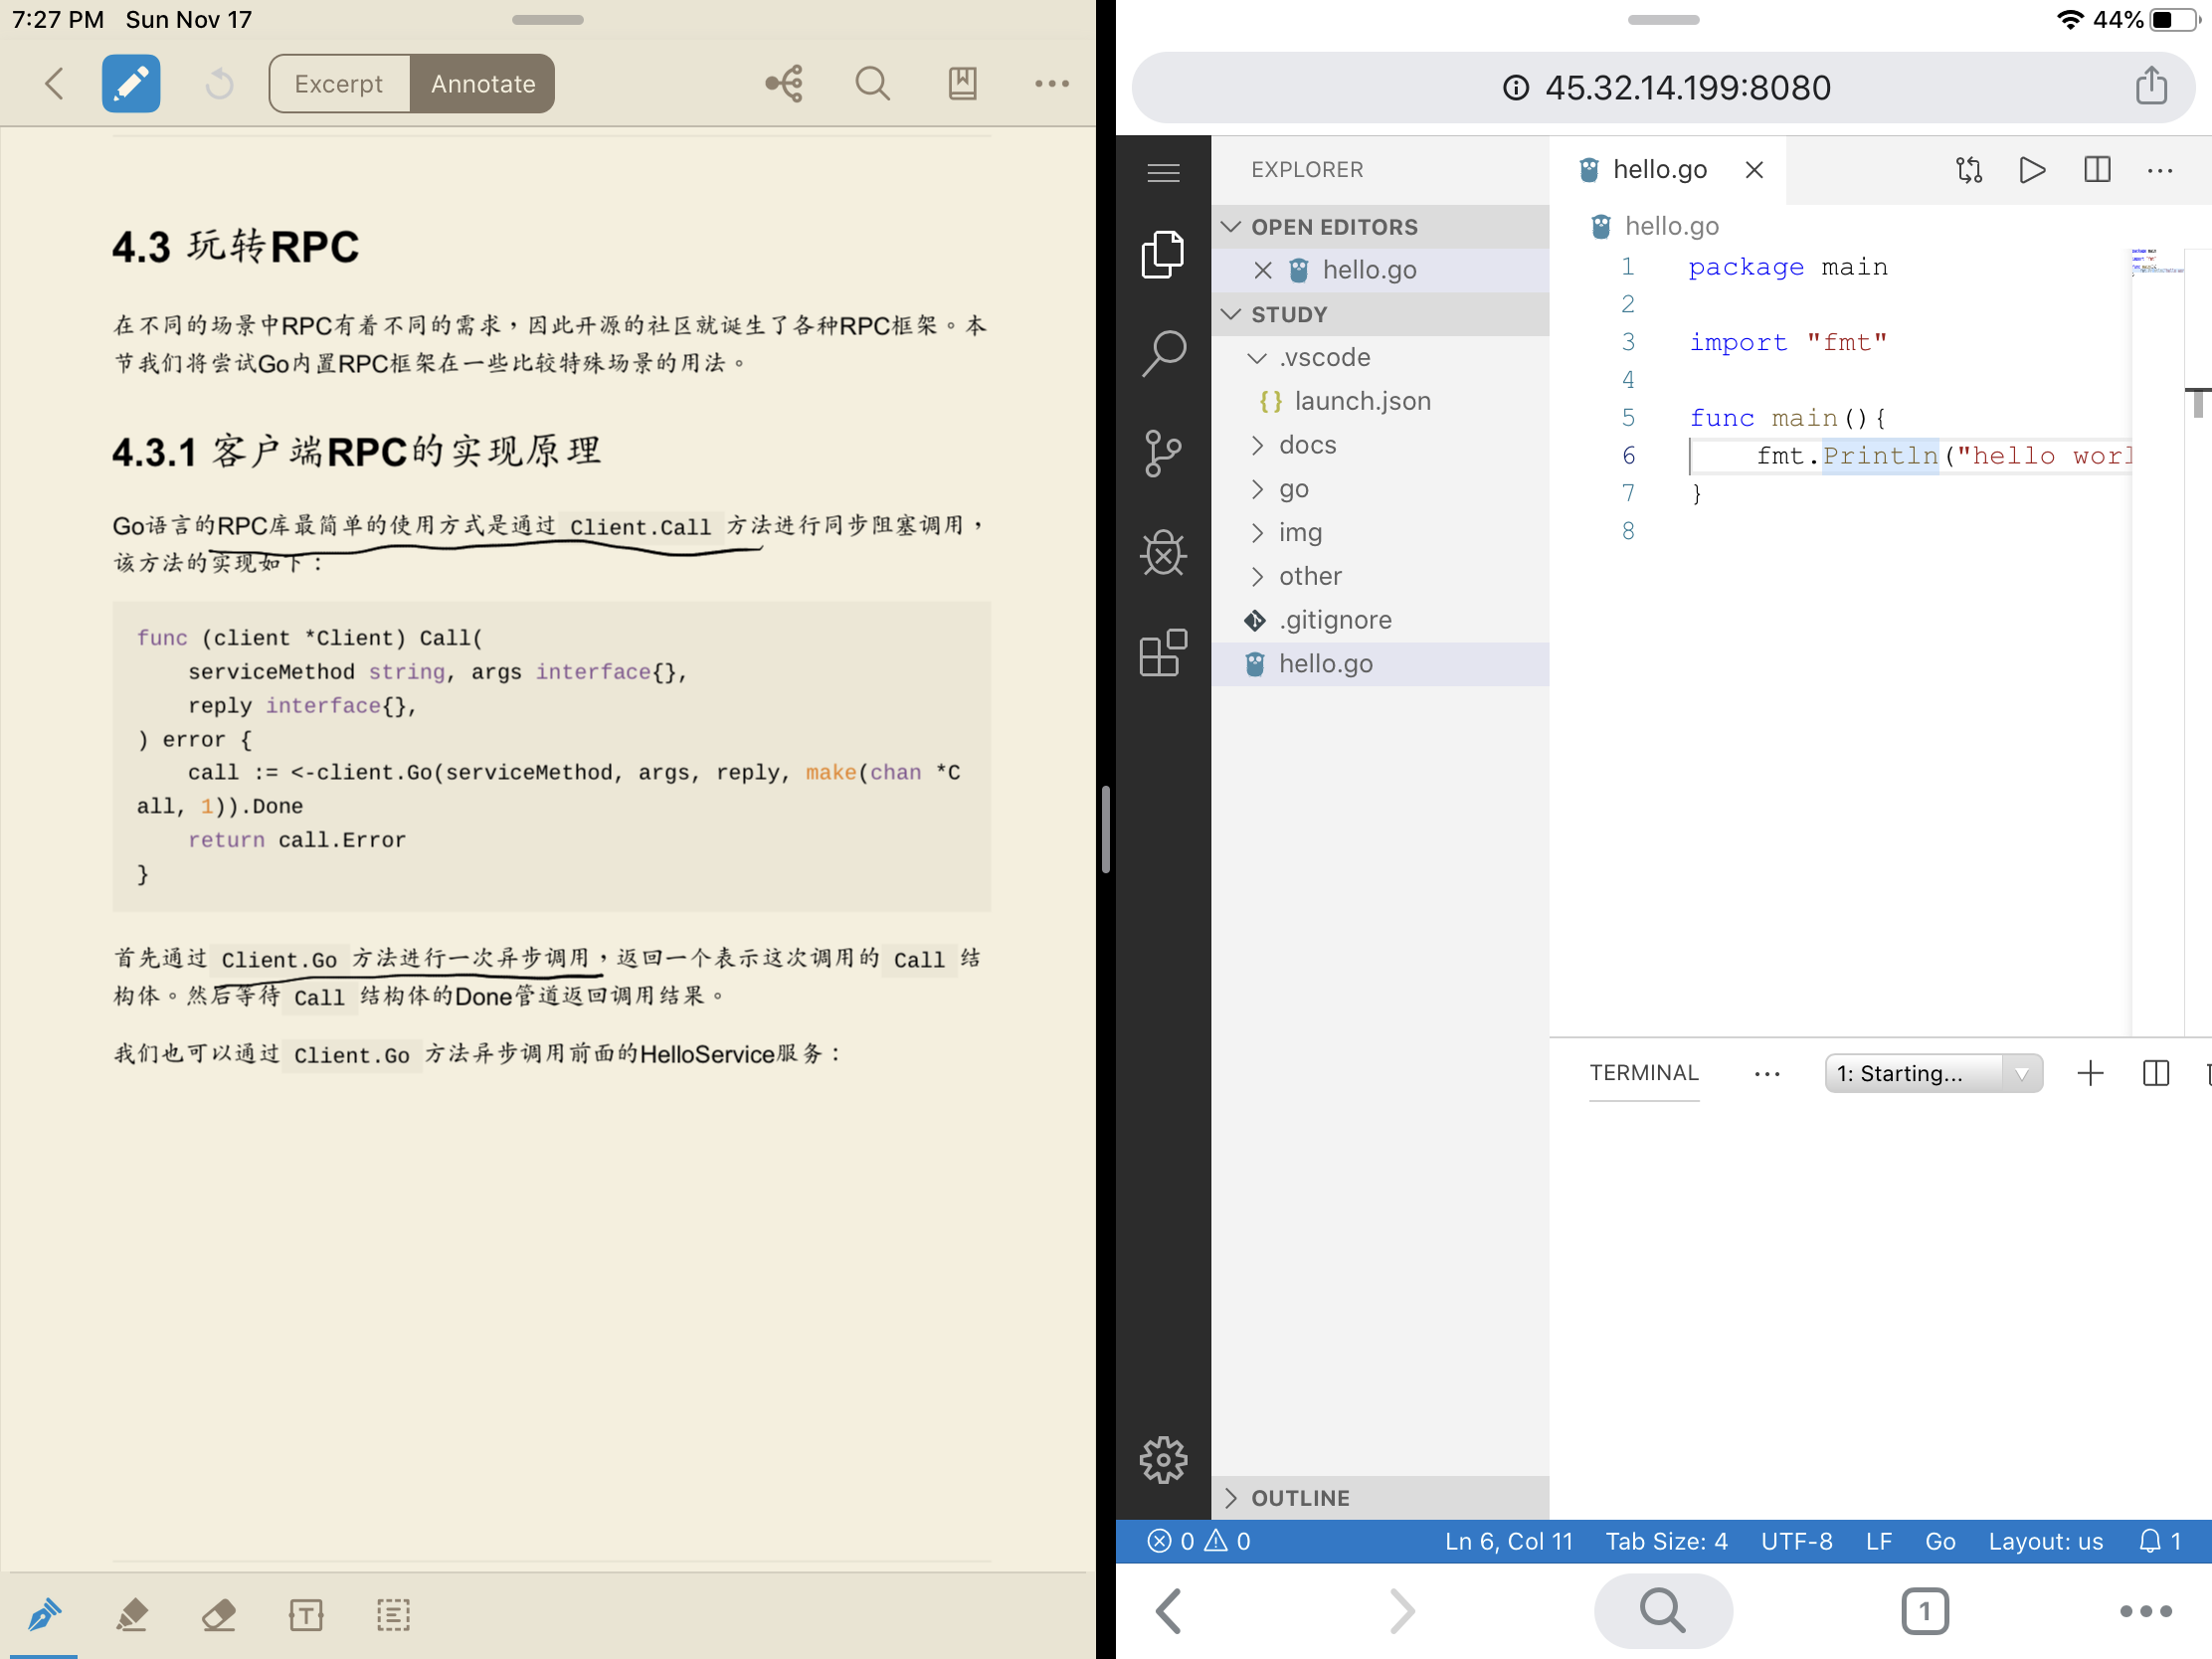 7:27 PM Sun Nov 17
Excerpt Annotate
4.3 玩转RPC
在不同的场景中RPC有着不同的需求，因此开源的社区就诞生了各种RPC框架。本
节我们将尝试Go内置RPC框架在一些比较特殊场景的用法。
4.3.1 客户端RPC的实现原理
Go语言的RPC库最简单的使用方式是通过 Client.Call 方法进行同步阻塞调用，
该方法的实现如下：
func (client *Client) Call(
    serviceMethod string, args interface{},
    reply interface{},
) error {
    call := <-client.Go(serviceMethod, args, reply, make(chan *C
all, 1)).Done
    return call.Error
}
首先通过 Client.Go 方法进行一次异步调用，返回一个表示这次调用的 Call 结
构体。然后等待 Call 结构体的Done管道返回调用结果。
我们也可以通过 Client.Go 方法异步调用前面的HelloService服务：
44%
45.32.14.199:8080
EXPLORER
OPEN EDITORS
hello.go
STUDY
.vscode
{} launch.json
docs
go
img
other
.gitignore
hello.go
OUTLINE
hello.go
hello.go
1 package main
2
3 import "fmt"
4
5 func main(){
6     fmt.Println("hello worl
7 }
8
TERMINAL ... 1: Starting...
0 0 Ln 6, Col 11 Tab Size: 4 UTF-8 LF Go Layout: us 1
1